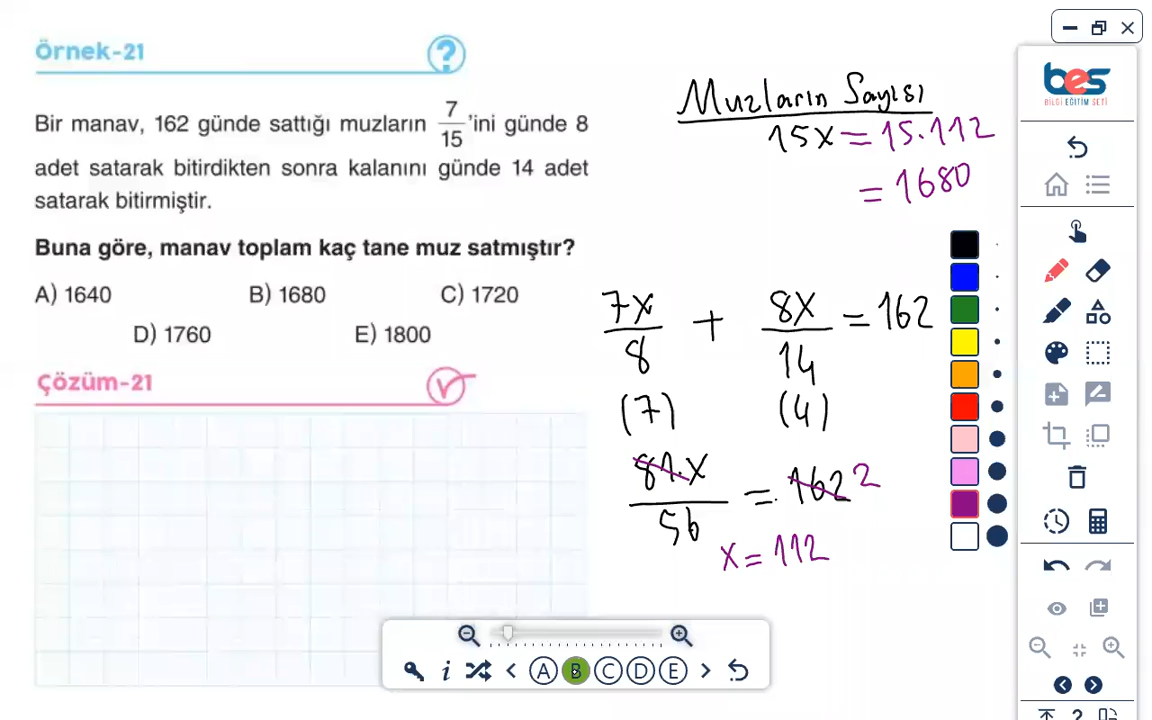 Örnek-21
?
Bir manav, 162 günde sattığı muzların 7/15'ini günde 8
adet satarak bitirdikten sonra kalanını günde 14 adet
satarak bitirmiştir.
Buna göre, manav toplam kaç tane muz satmıştır?
A) 1640 B) 1680 C) 1720
D) 1760 E) 1800
Çözüm-21
Muzların Sayısı
15x = 15.112
= 1680
7x/8 + 8x/14 = 162
(7) (4)
81.x/56 = 162 2
x = 112
bes
BİLGİ EĞİTİM SETİ
i < A B C D E >
?